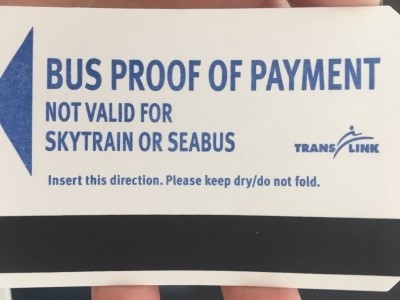 BUS PROOF OF PAYMENT
NOT VALID FOR
SKYTRAIN OR SEABUS
TRANS LINK
Insert this direction. Please keep dry/do not fold.